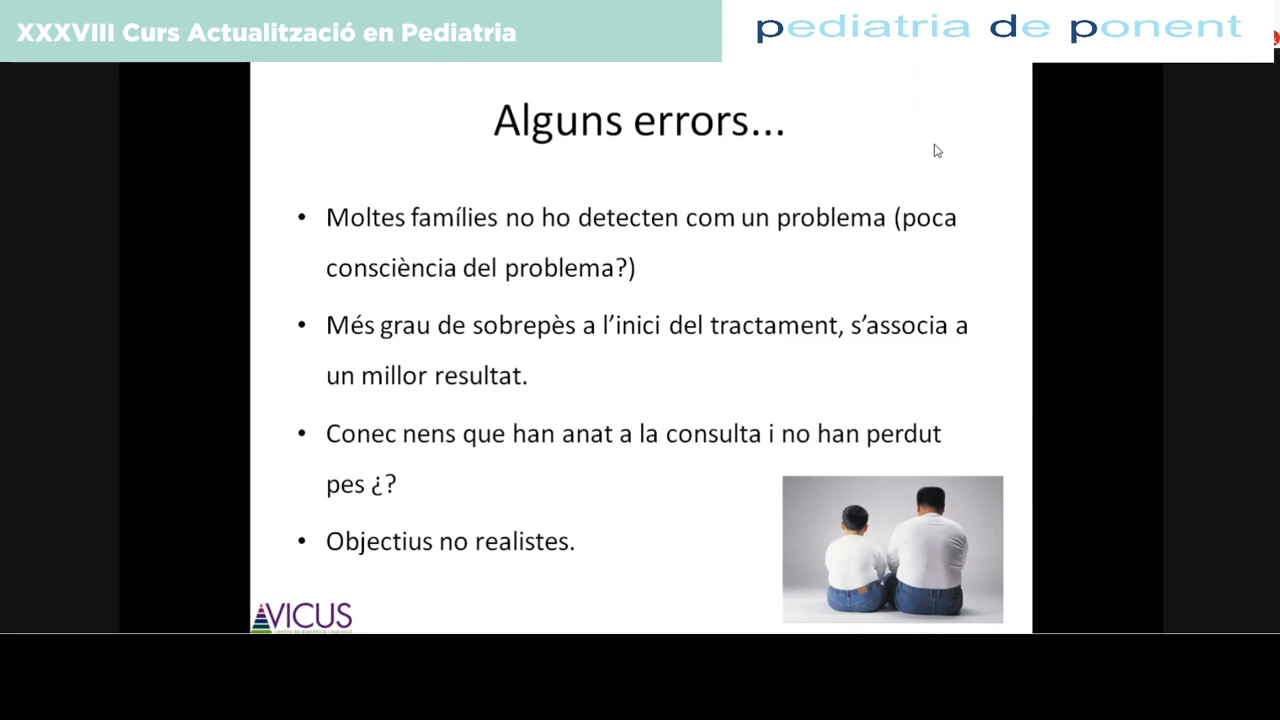 XXXVIII Curs Actualització en Pediatria
pediatria de ponent
Alguns errors...
• Moltes famílies no ho detecten com un problema (poca
consciència del problema?)
• Més grau de sobrepès a l’inici del tractament, s’associa a
un millor resultat.
• Conec nens que han anat a la consulta i no han perdut
pes ¿?
• Objectius no realistes.
VICUS